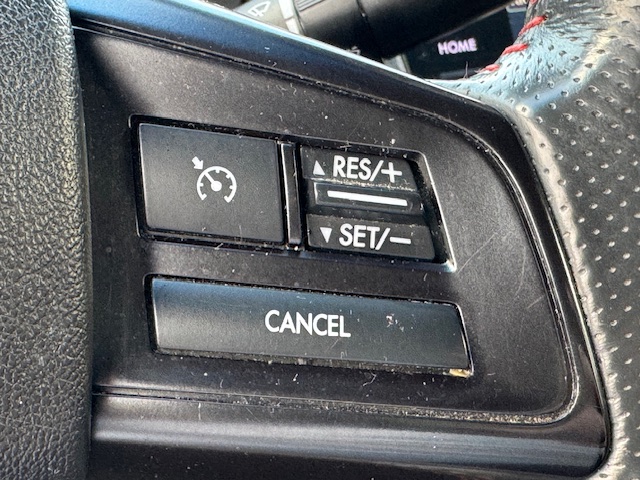 HOME
▲ RES/+
▼ SET/−
CANCEL